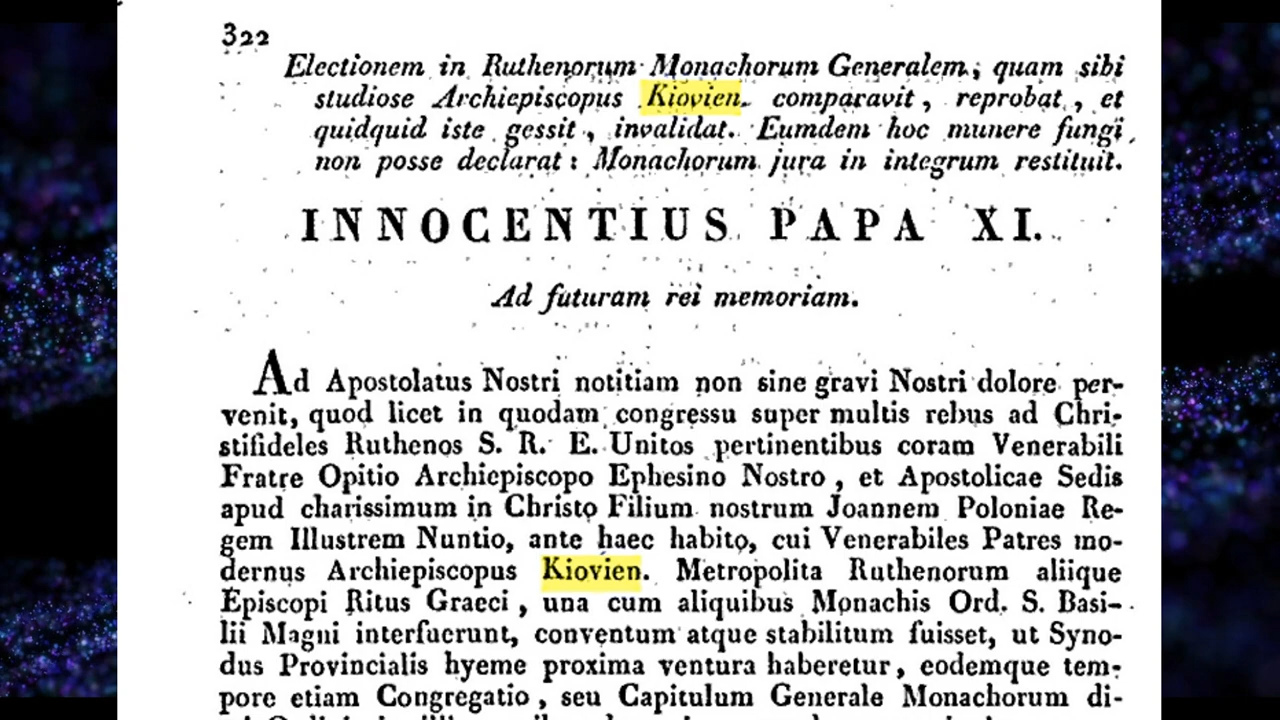 322
Electionem in Ruthenorum Monachorum Generalem, quam sibi
studiose Archiepiscopus Kiovien. comparavit, reprobat, et
quidquid iste gessit, invalidat. Eumdem hoc munere fungi
non posse declarat: Monachorum jura in integrum restituit.
INNOCENTIUS PAPA XI.
Ad futuram rei memoriam.
Ad Apostolatus Nostri notitiam non sine gravi Nostri dolore per-
venit, quod licet in quodam congressu super multis rebus ad Chri-
stifideles Ruthenos S. R. E. Unitos pertinentibus coram Venerabili
Fratre Opitio Archiepiscopo Ephesino Nostro, et Apostolicae Sedis
apud charissimum in Christo Filium nostrum Joannem Poloniae Re-
gem Illustrem Nuntio, ante haec habito, cui Venerabiles Patres mo-
dernus Archiepiscopus Kiovien. Metropolita Ruthenorum aliique
Episcopi Ritus Graeci, una cum aliquibus Monachis Ord. S. Basi-
lii Magni interfuerunt, conventum atque stabilitum fuisset, ut Syno-
dus Provincialis hyeme proxima ventura haberetur, eodemque tem-
pore etiam Congregatio, seu Capitulum Generale Monachorum di-